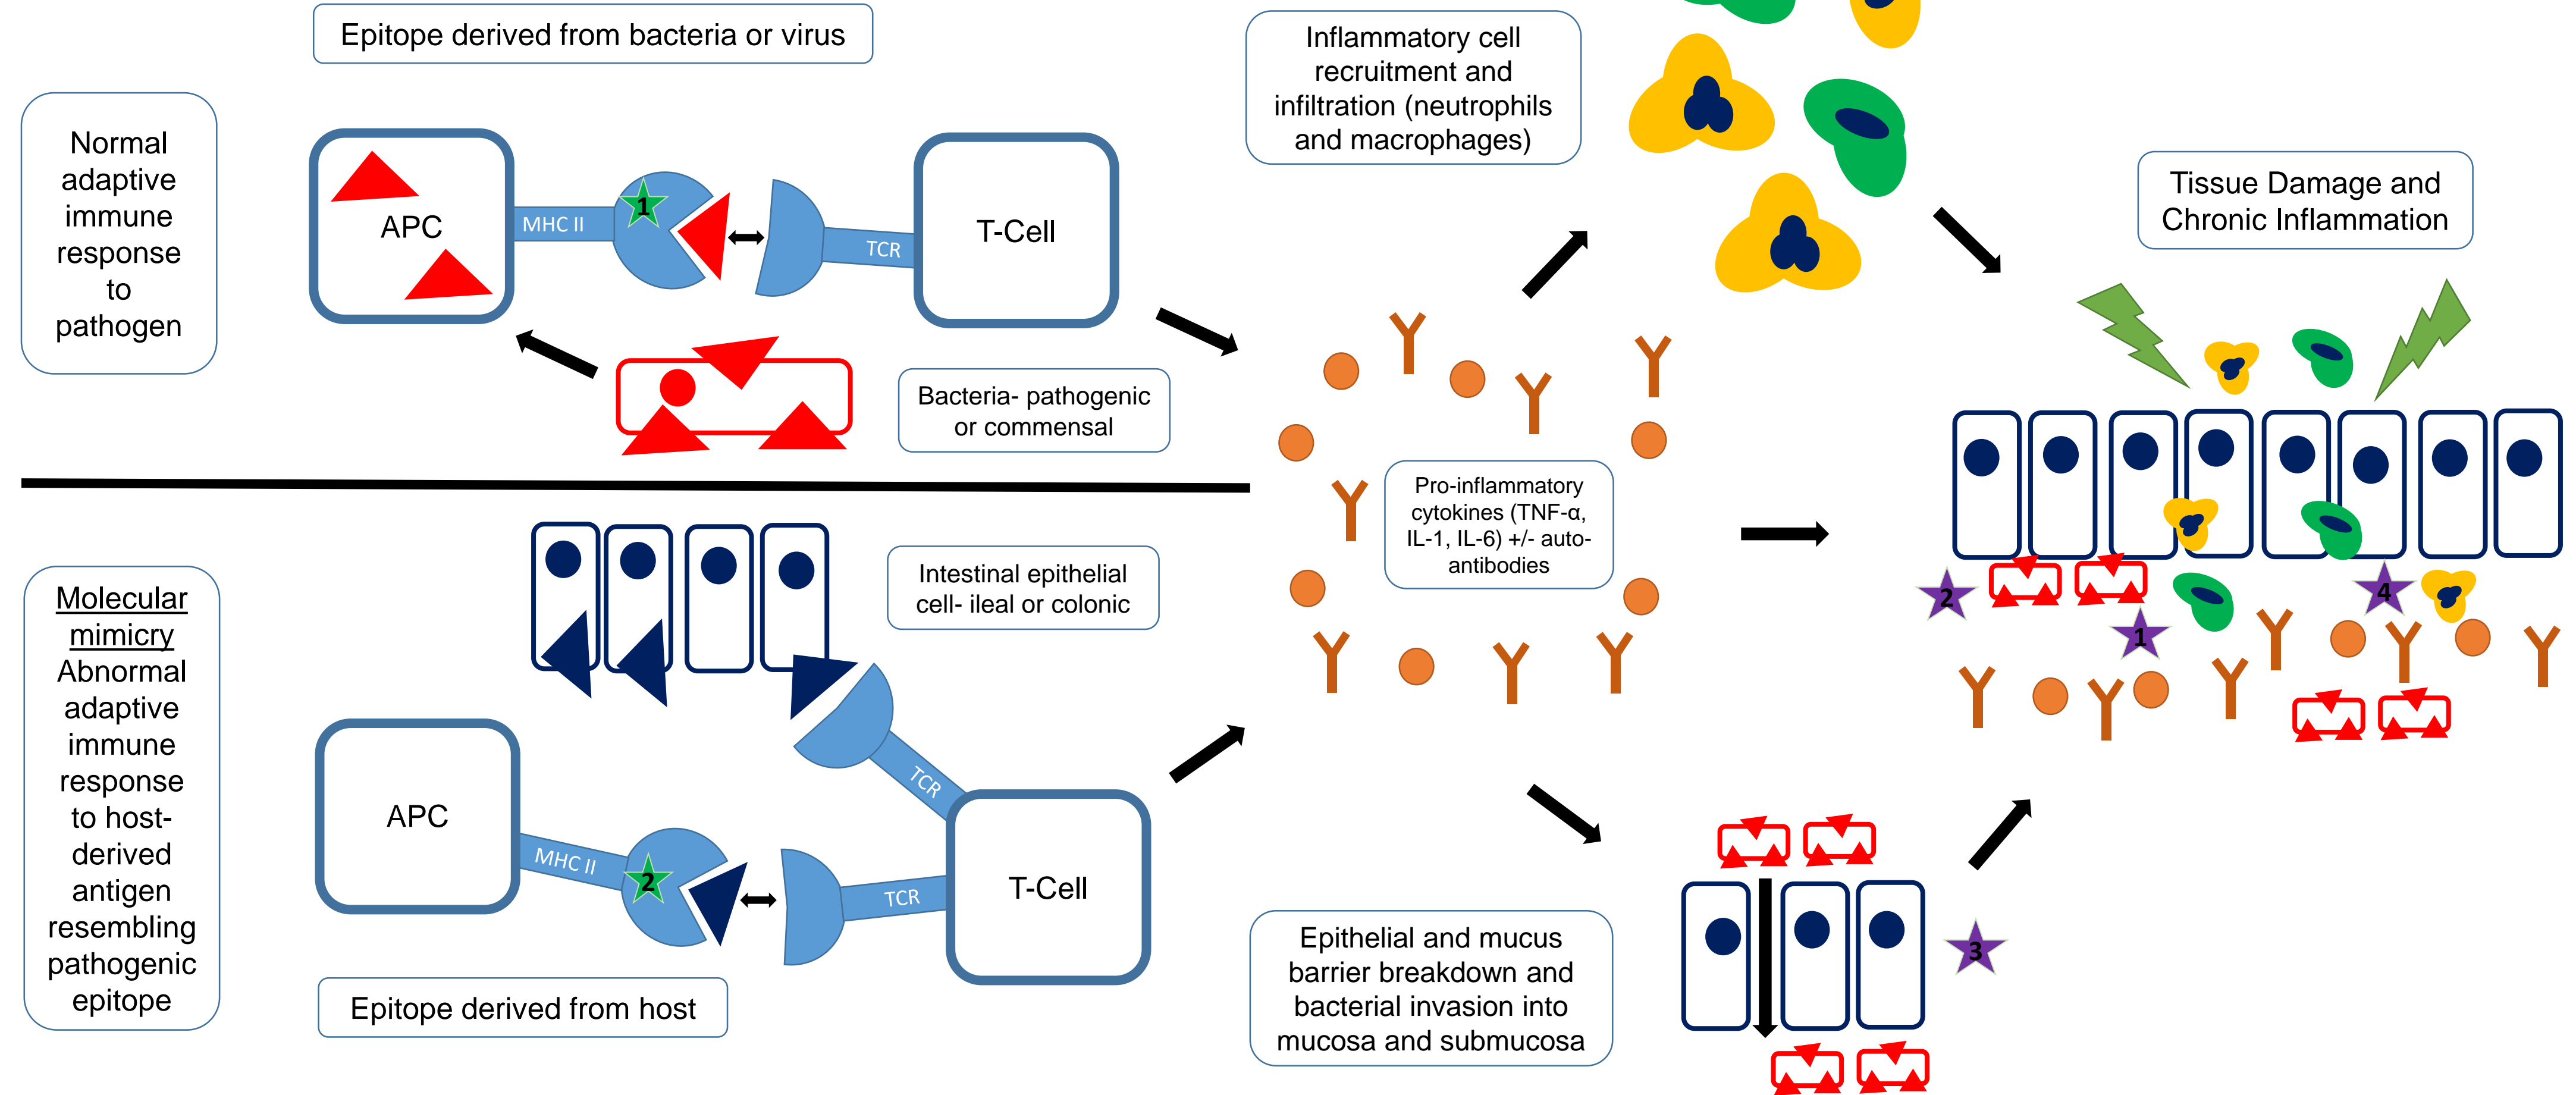 Epitope derived from bacteria or virus
Normal
adaptive
immune
response
to
pathogen
APC
MHC II
1
TCR
T-Cell
Bacteria- pathogenic
or commensal
Molecular
mimicry
Abnormal
adaptive
immune
response
to host-
derived
antigen
resembling
pathogenic
epitope
Intestinal epithelial
cell- ileal or colonic
APC
MHC II
2
TCR
TCR
T-Cell
Epitope derived from host
Inflammatory cell
recruitment and
infiltration (neutrophils
and macrophages)
Pro-inflammatory
cytokines (TNF-α,
IL-1, IL-6) +/- auto-
antibodies
Epithelial and mucus
barrier breakdown and
bacterial invasion into
mucosa and submucosa
3
Tissue Damage and
Chronic Inflammation
2
1
4